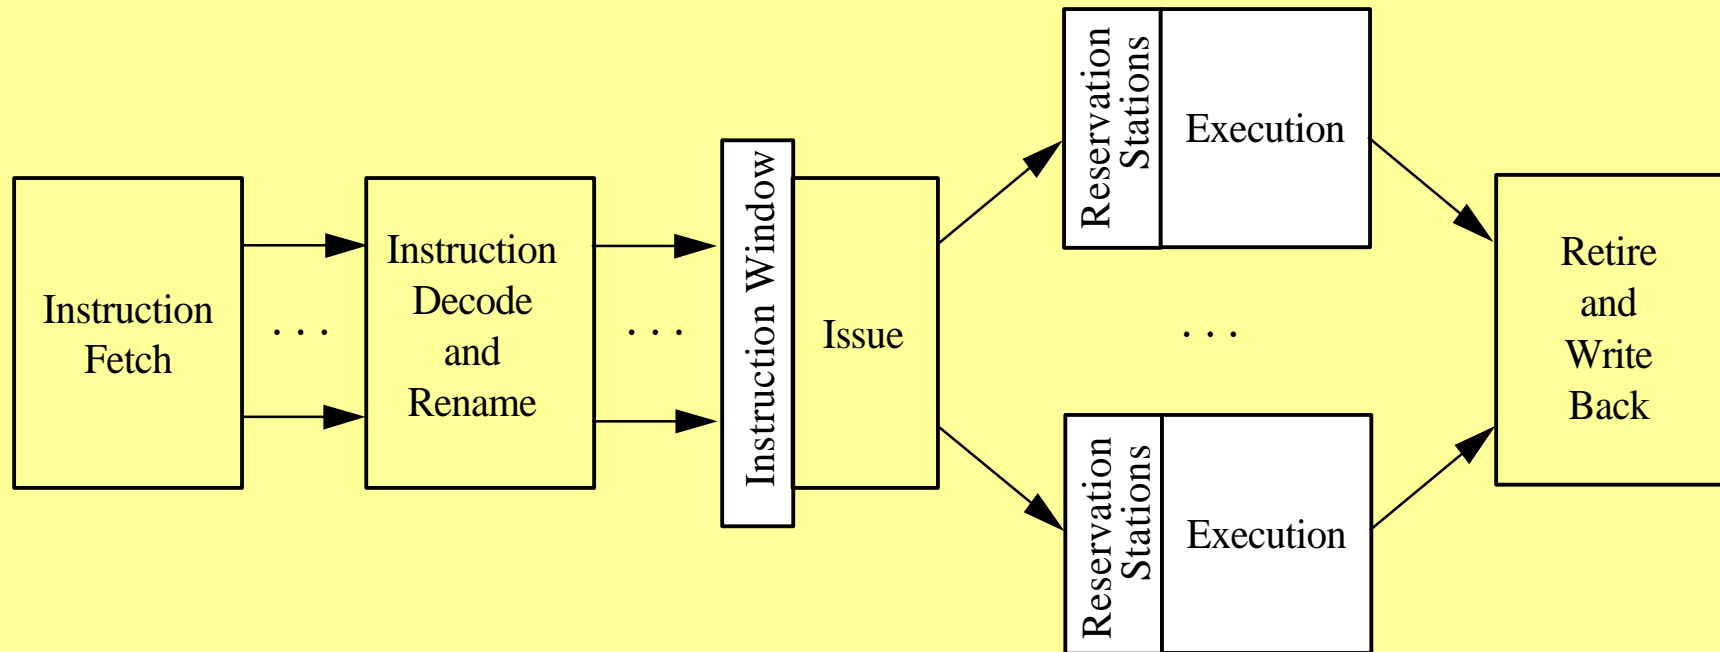 Instruction
Fetch
. . .
Instruction
Decode
and
Rename
. . .
Instruction Window
Issue
Reservation
Stations
Execution
. . .
Reservation
Stations
Execution
Retire
and
Write
Back